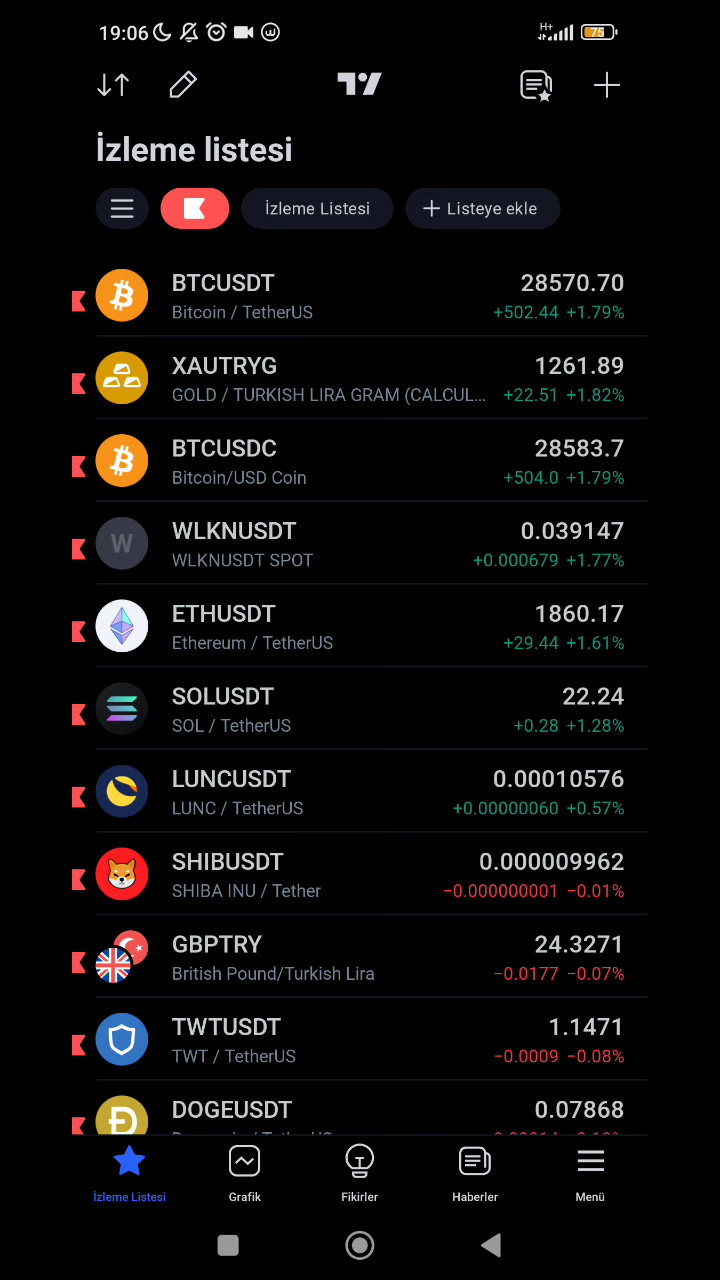 19:06
H+
75
İzleme listesi
İzleme Listesi
Listeye ekle
BTCUSDT 28570.70
Bitcoin / TetherUS +502.44 +1.79%
XAUTRYG 1261.89
GOLD / TURKISH LIRA GRAM (CALCUL... +22.51 +1.82%
BTCUSDC 28583.7
Bitcoin/USD Coin +504.0 +1.79%
W
WLKNUSDT 0.039147
WLKNUSDT SPOT +0.000679 +1.77%
ETHUSDT 1860.17
Ethereum / TetherUS +29.44 +1.61%
SOLUSDT 22.24
SOL / TetherUS +0.28 +1.28%
LUNCUSDT 0.00010576
LUNC / TetherUS +0.00000060 +0.57%
SHIBUSDT 0.000009962
SHIBA INU / Tether −0.000000001 −0.01%
GBPTRY 24.3271
British Pound/Turkish Lira −0.0177 −0.07%
TWTUSDT 1.1471
TWT / TetherUS −0.0009 −0.08%
DOGEUSDT 0.07868
İzleme Listesi
Grafik
Fikirler
Haberler
Menü